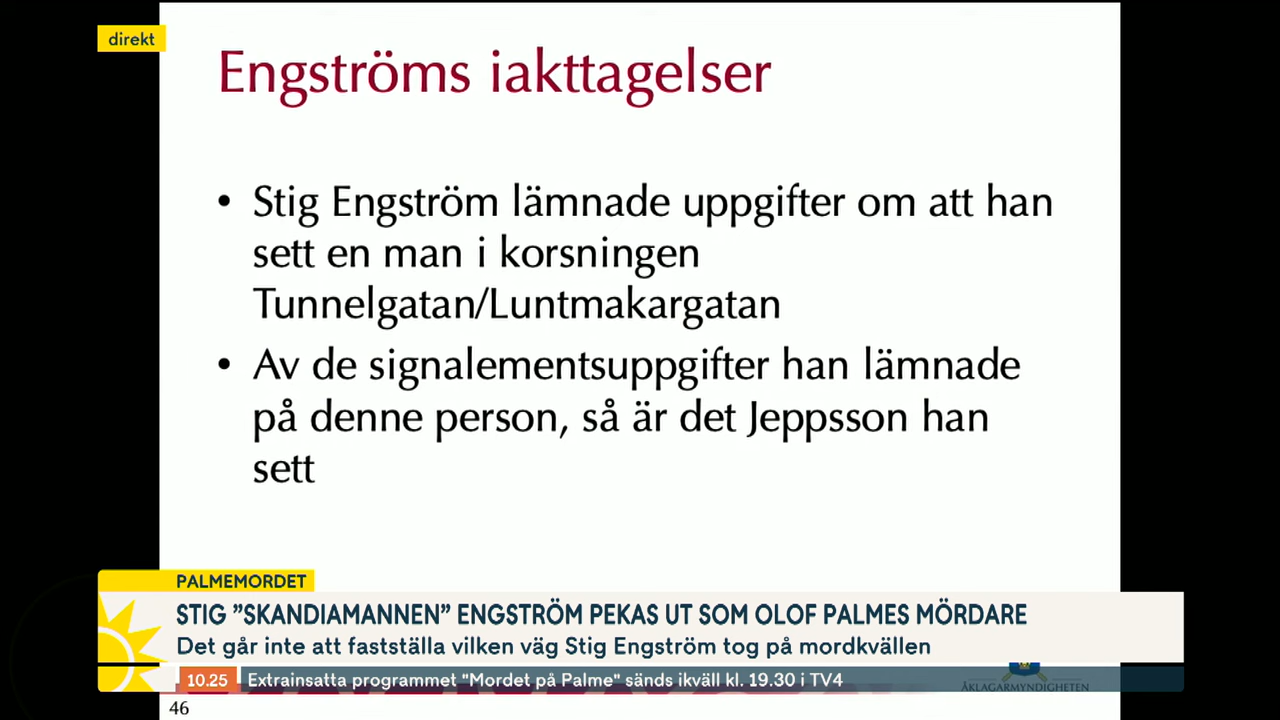 direkt
Engströms iakttagelser
• Stig Engström lämnade uppgifter om att han
sett en man i korsningen
Tunnelgatan/Luntmakargatan
• Av de signalementsuppgifter han lämnade
på denne person, så är det Jeppsson han
sett
PALMEMORDET
STIG ”SKANDIAMANNEN” ENGSTRÖM PEKAS UT SOM OLOF PALMES MÖRDARE
Det går inte att fastställa vilken väg Stig Engström tog på mordkvällen
10.25 Extrainsatta programmet "Mordet på Palme" sänds ikväll kl. 19.30 i TV4
ÅKLAGARMYNDIGHETEN
46